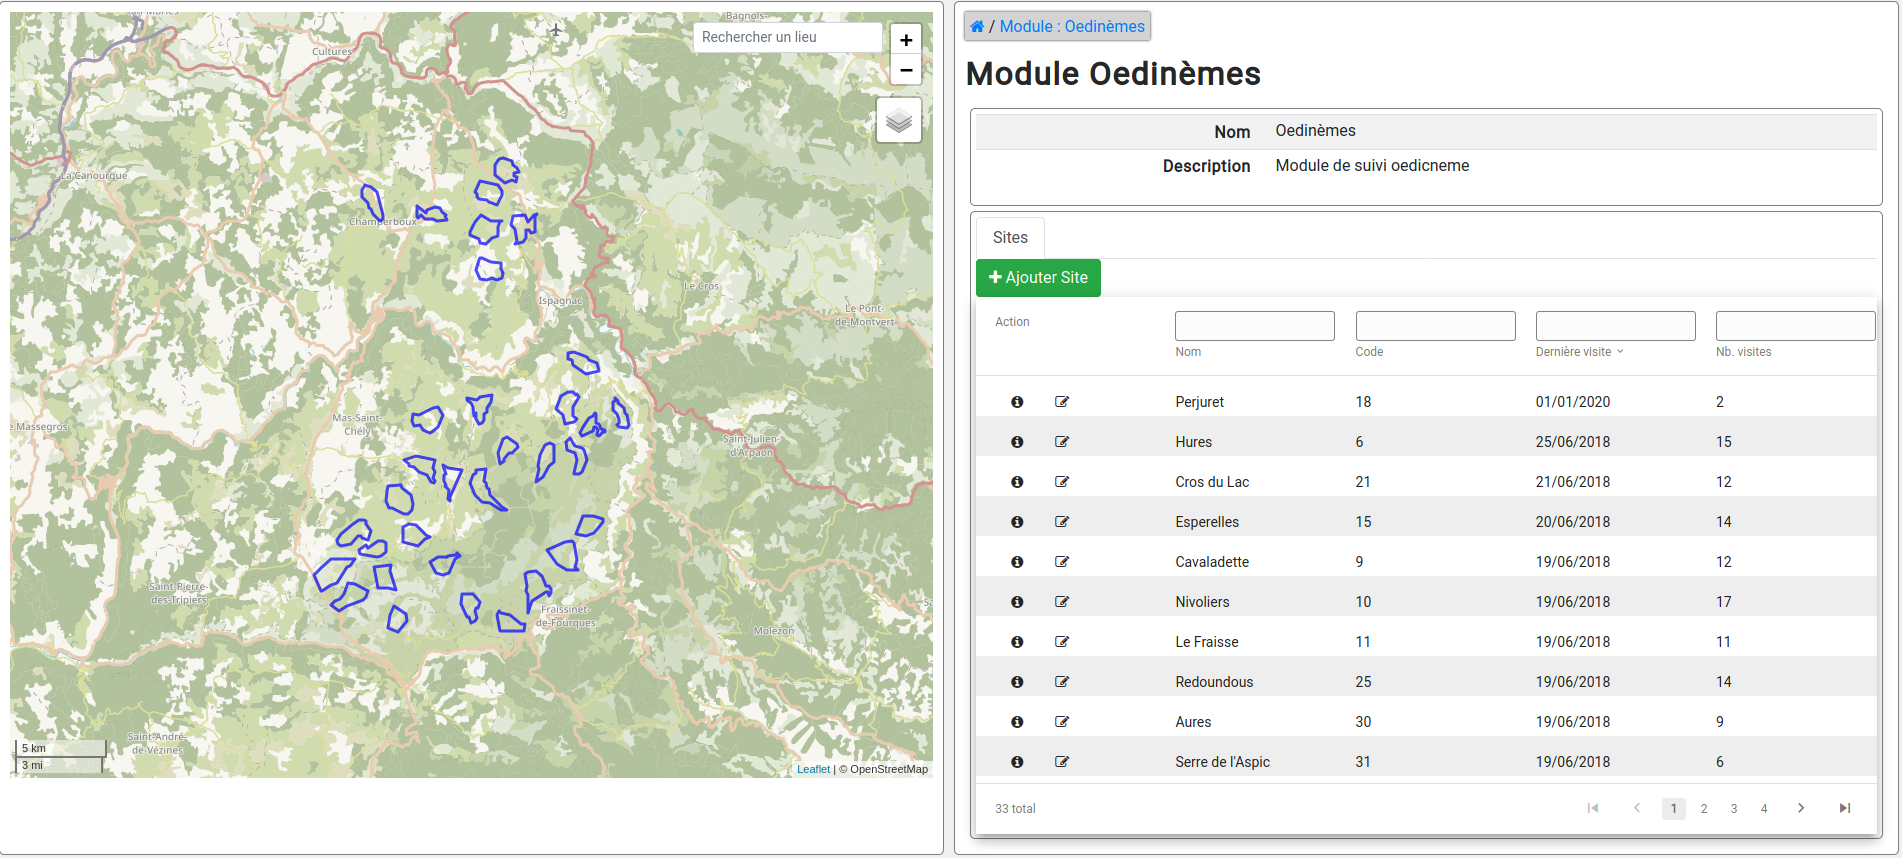 Bagnols-
Cultures
Rechercher un lieu
+
−
La Canourgue
Champerboux
Ispagnac
Le Cros
Le Pont-
de-Montvert
Mas-Saint-
Chély
e Massegros
Saint-Julien-
d'Arpaon
Saint-Pierre-
des-Tripiers
Fraissinet-
de-Fourques
Molezon
Sa
Saint-André-
de-Vézines
5 km
3 mi
Leaflet | © OpenStreetMap
/ Module : Oedinèmes
Module Oedinèmes
Nom Oedinèmes
Description Module de suivi oedicneme
Sites
+ Ajouter Site
Action Nom Code Dernière visite Nb. visites
Perjuret 18 01/01/2020 2
Hures 6 25/06/2018 15
Cros du Lac 21 21/06/2018 12
Esperelles 15 20/06/2018 14
Cavaladette 9 19/06/2018 12
Nivoliers 10 19/06/2018 17
Le Fraisse 11 19/06/2018 11
Redoundous 25 19/06/2018 14
Aures 30 19/06/2018 9
Serre de l'Aspic 31 19/06/2018 6
33 total 1 2 3 4